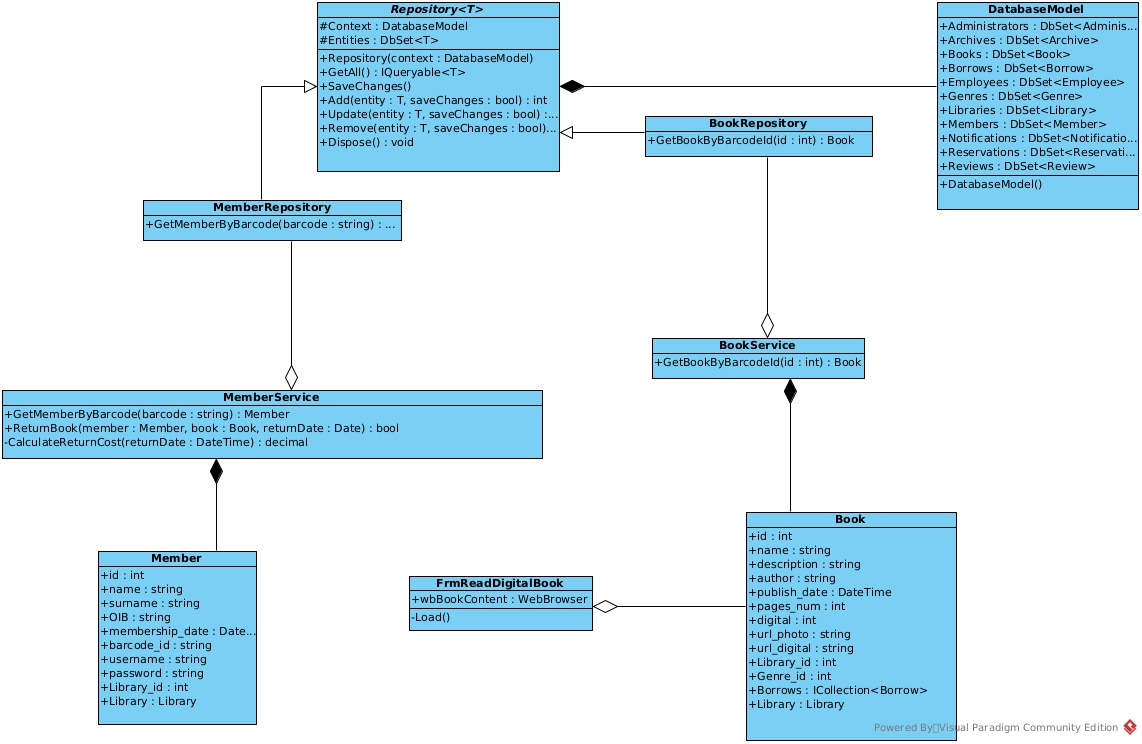 Repository<T>
#Context : DatabaseModel
#Entities : DbSet<T>
+Repository(context : DatabaseModel)
+GetAll() : IQueryable<T>
+SaveChanges()
+Add(entity : T, saveChanges : bool) : int
+Update(entity : T, saveChanges : bool) :...
+Remove(entity : T, saveChanges : bool)...
+Dispose() : void
DatabaseModel
+Administrators : DbSet<Adminis...
+Archives : DbSet<Archive>
+Books : DbSet<Book>
+Borrows : DbSet<Borrow>
+Employees : DbSet<Employee>
+Genres : DbSet<Genre>
+Libraries : DbSet<Library>
+Members : DbSet<Member>
+Notifications : DbSet<Notificatio...
+Reservations : DbSet<Reservati...
+Reviews : DbSet<Review>
+DatabaseModel()
BookRepository
+GetBookByBarcodeId(id : int) : Book
MemberRepository
+GetMemberByBarcode(barcode : string) : ...
BookService
+GetBookByBarcodeId(id : int) : Book
MemberService
+GetMemberByBarcode(barcode : string) : Member
+ReturnBook(member : Member, book : Book, returnDate : Date) : bool
-CalculateReturnCost(returnDate : DateTime) : decimal
Member
+id : int
+name : string
+surname : string
+OIB : string
+membership_date : Date...
+barcode_id : string
+username : string
+password : string
+Library_id : int
+Library : Library
FrmReadDigitalBook
+wbBookContent : WebBrowser
-Load()
Book
+id : int
+name : string
+description : string
+author : string
+publish_date : DateTime
+pages_num : int
+digital : int
+url_photo : string
+url_digital : string
+Library_id : int
+Genre_id : int
+Borrows : ICollection<Borrow>
+Library : Library
Powered By Visual Paradigm Community Edition